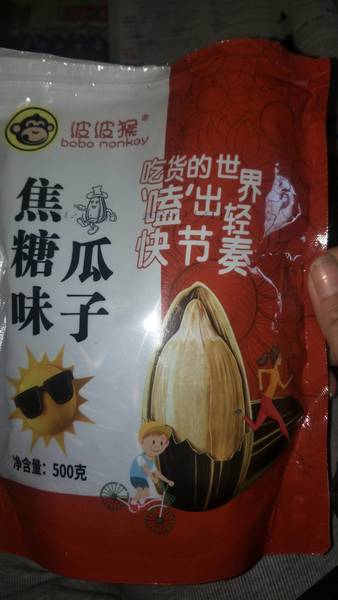 波波猴®
bobo monkey
吃货的世界
嗑出轻
快节奏
焦糖味
瓜子
净含量：500克